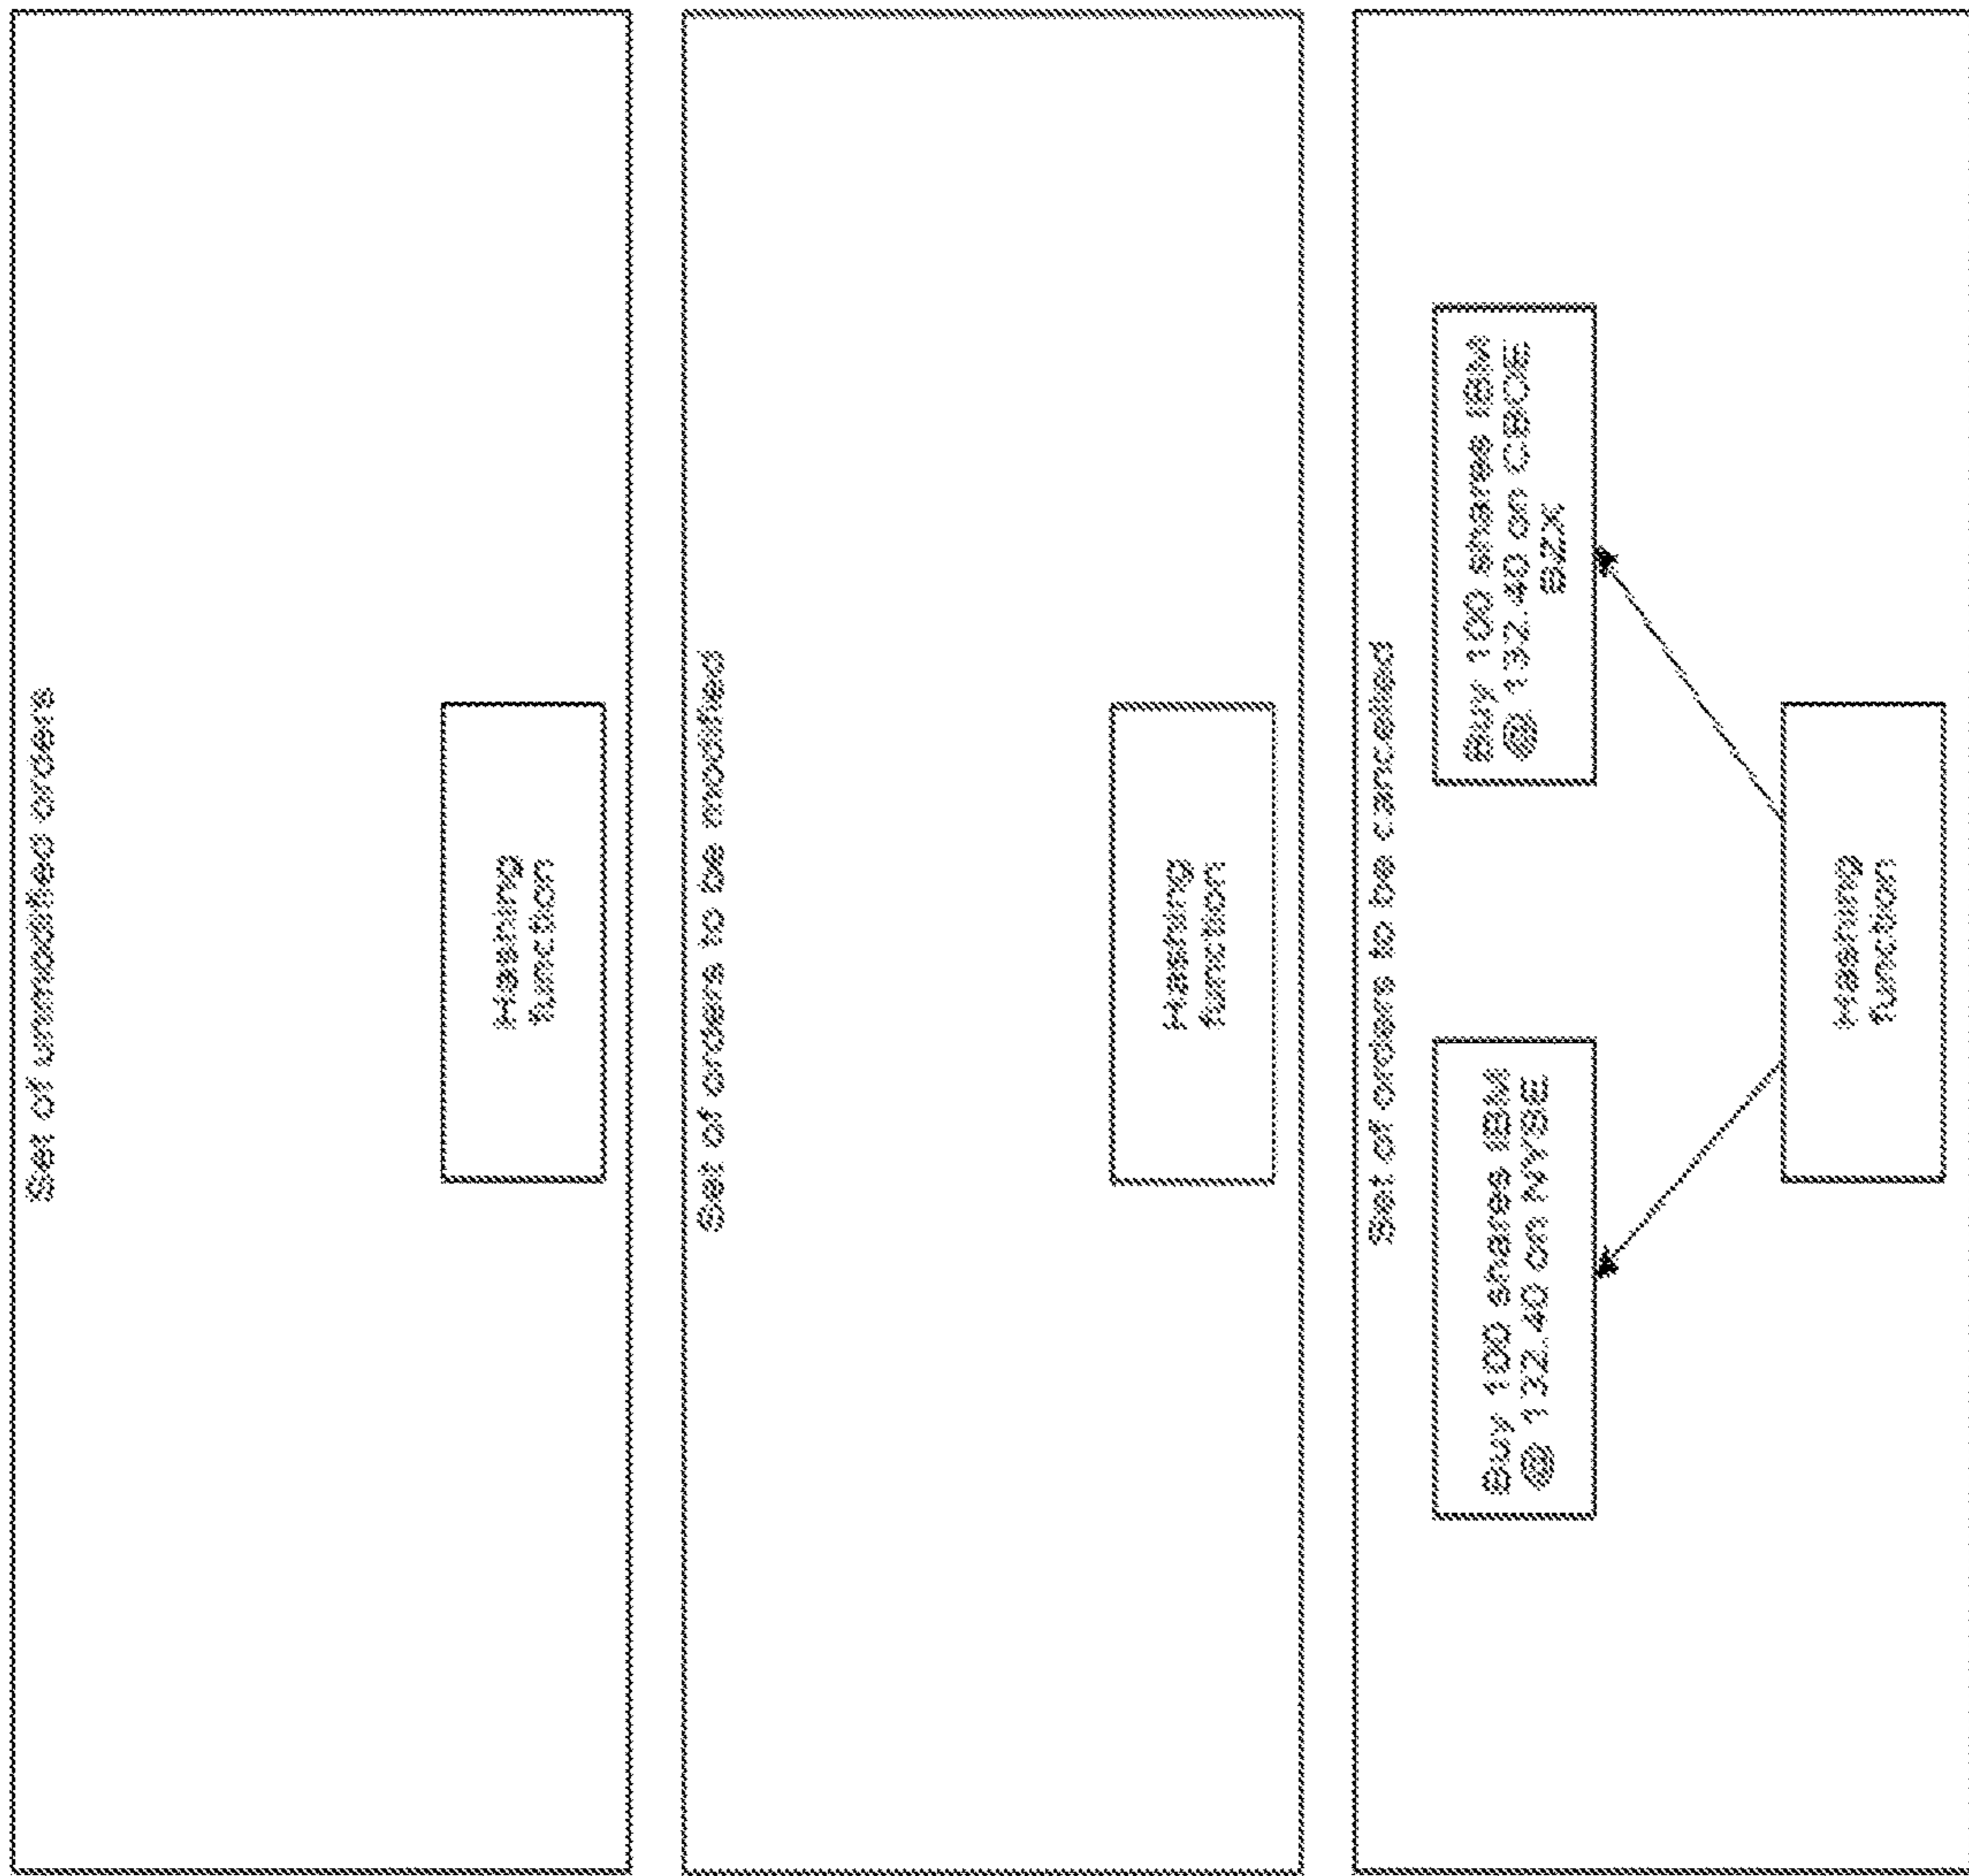 Set of unmodified orders
Hashing
function
Set of orders to be modified
Hashing
function
Set of orders to be cancelled
Buy 100 shares IBM
@ 132.40 on NYSE
Buy 100 shares IBM
@ 132.40 on CBOE
BZX
Hashing
function